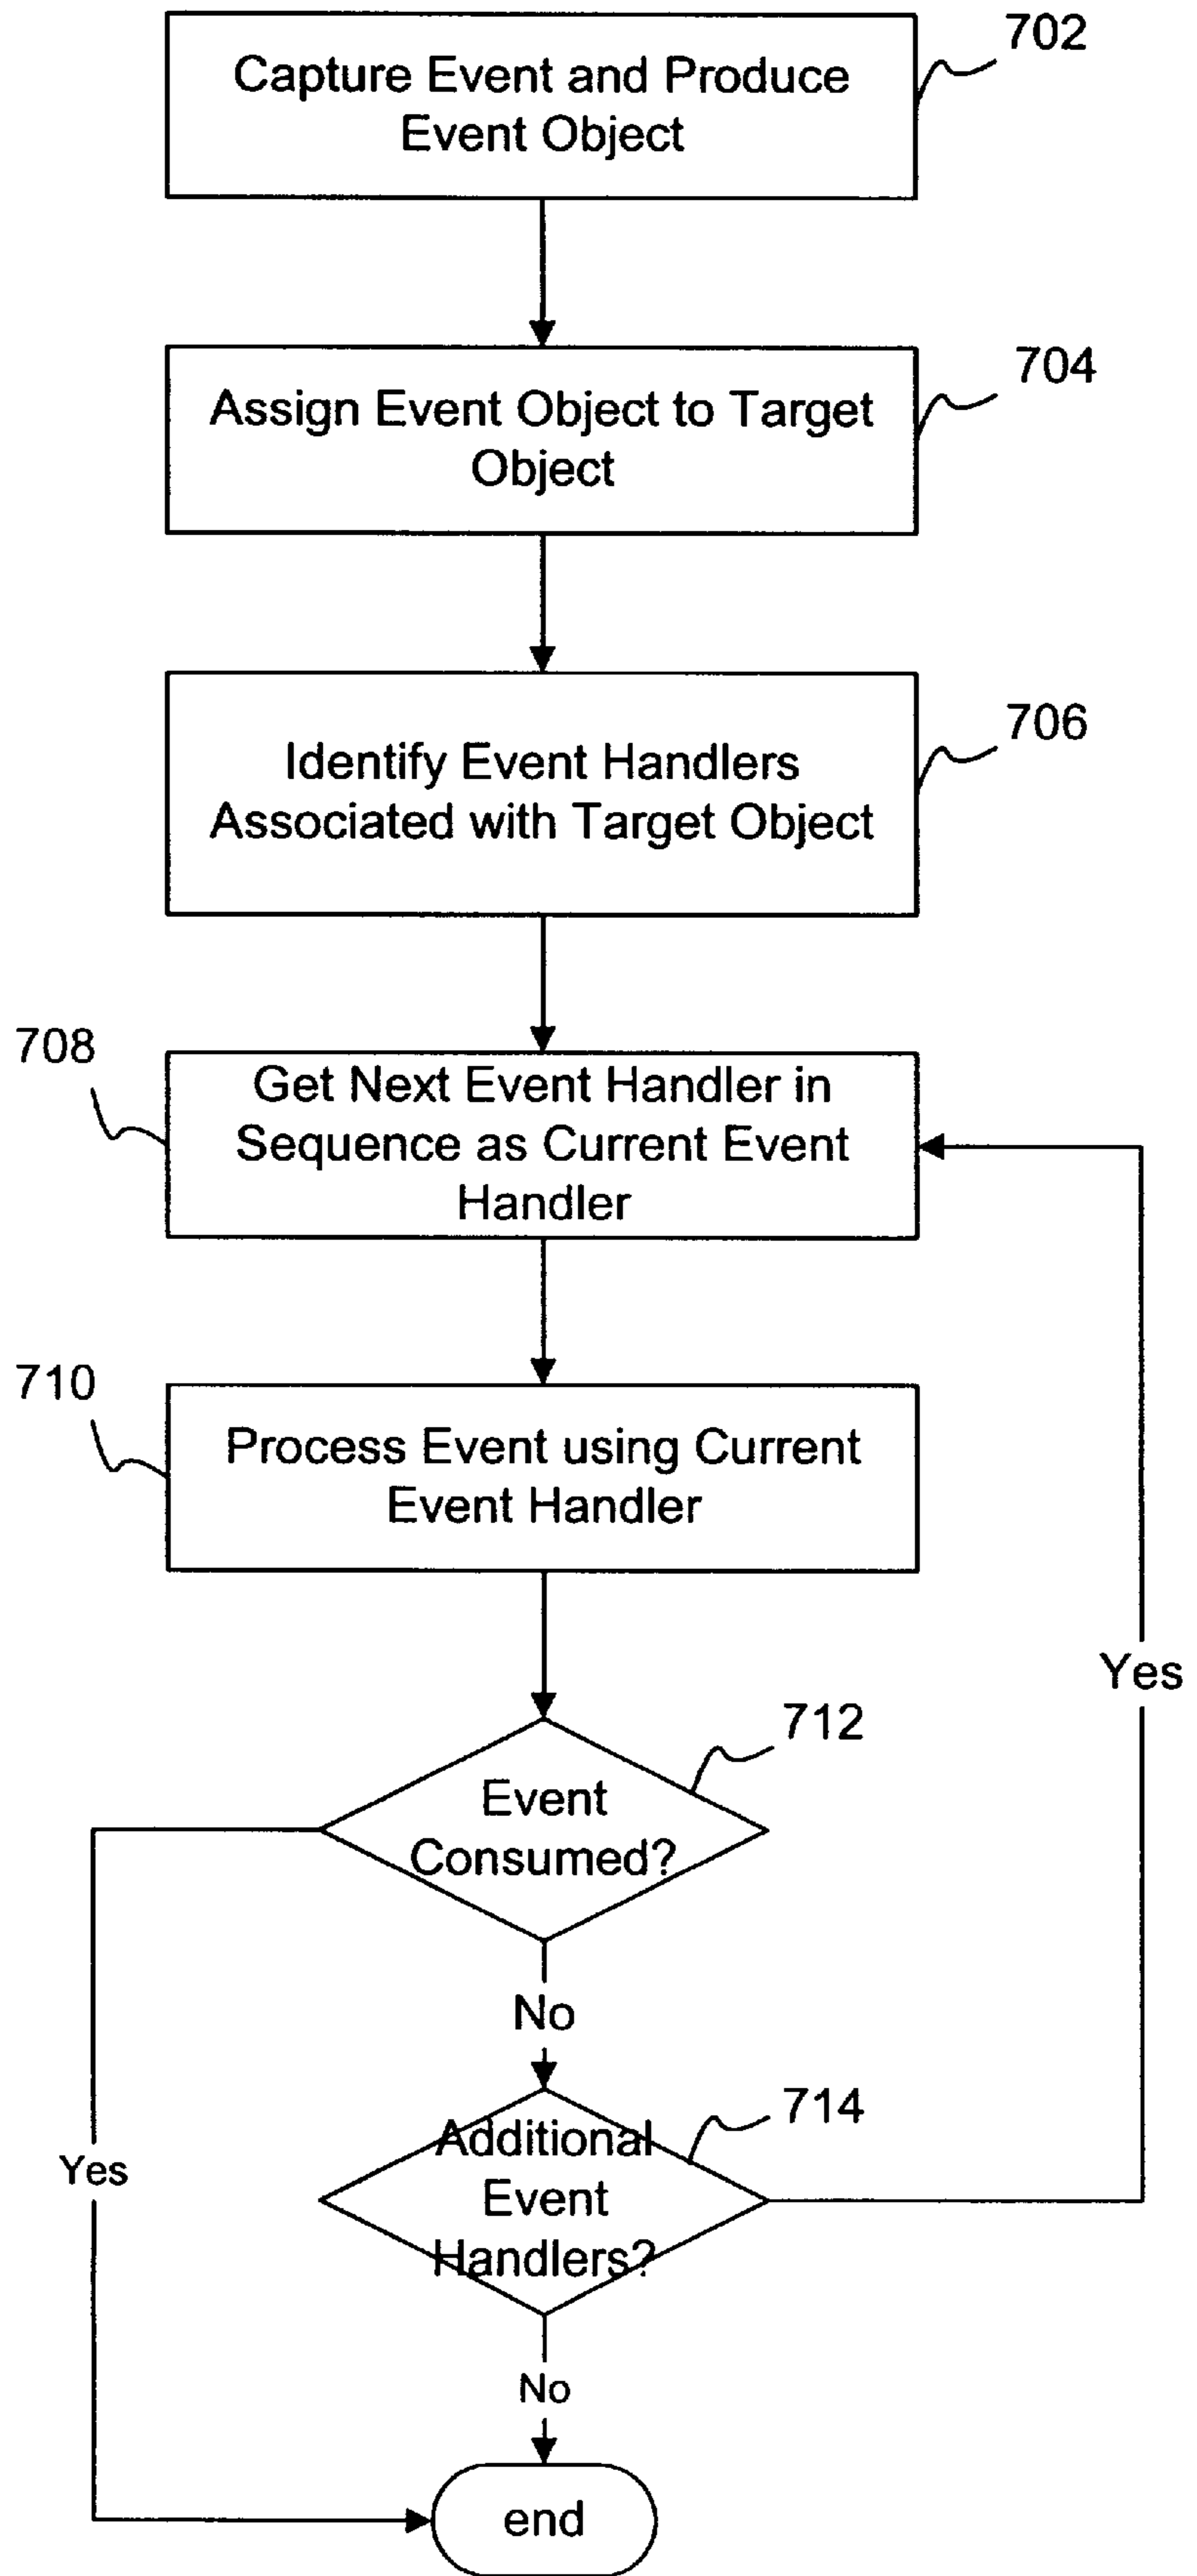 702
Capture Event and Produce
Event Object
704
Assign Event Object to Target
Object
706
Identify Event Handlers
Associated with Target Object
708
Get Next Event Handler in
Sequence as Current Event
Handler
710
Process Event using Current
Event Handler
Yes
712
Event
Consumed?
No
714
Additional
Event
Handlers?
Yes
No
end